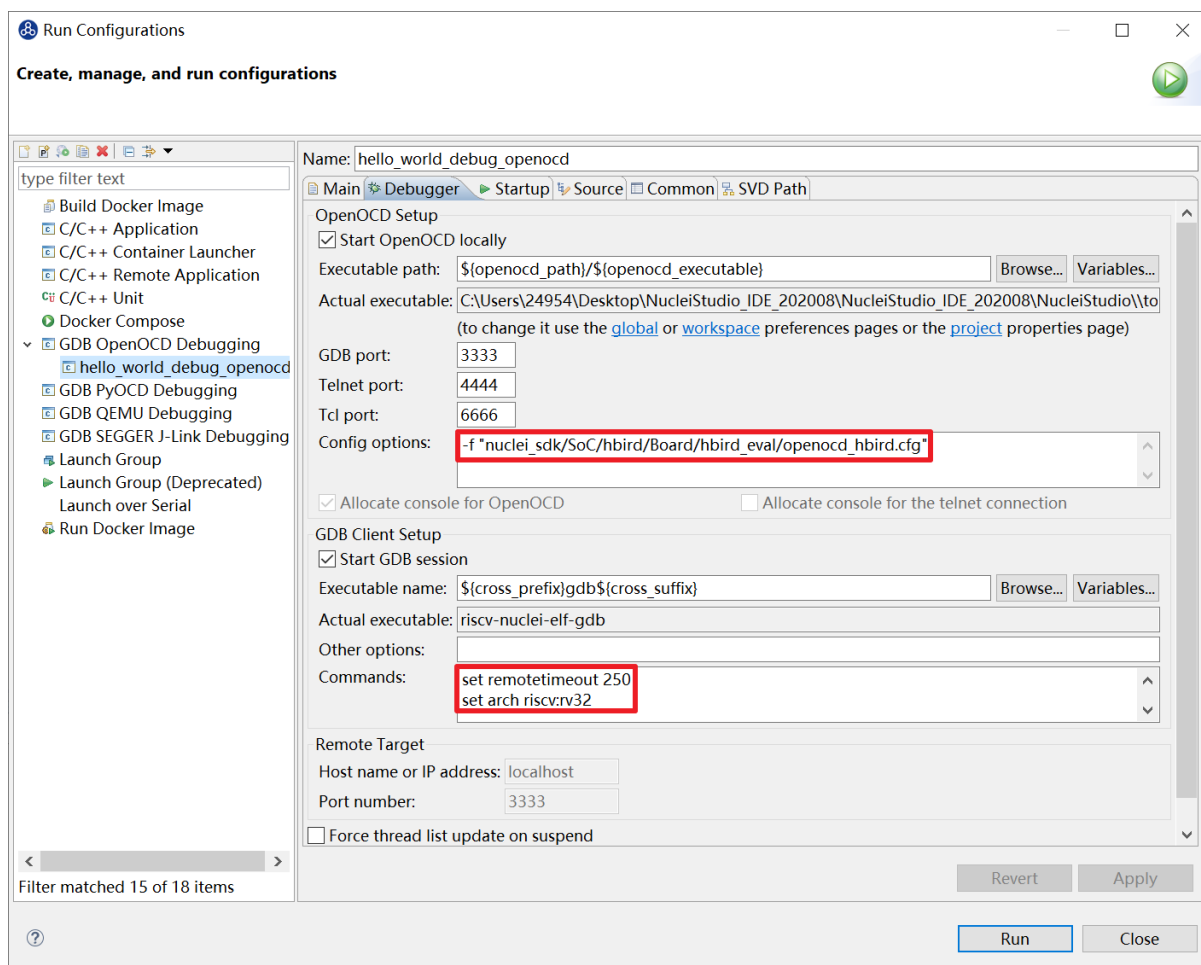 Run Configurations
Create, manage, and run configurations
type filter text
Build Docker Image
C/C++ Application
C/C++ Container Launcher
C/C++ Remote Application
C/C++ Unit
Docker Compose
GDB OpenOCD Debugging
hello_world_debug_openocd
GDB PyOCD Debugging
GDB QEMU Debugging
GDB SEGGER J-Link Debugging
Launch Group
Launch Group (Deprecated)
Launch over Serial
Run Docker Image
Filter matched 15 of 18 items
Name: hello_world_debug_openocd
Main Debugger Startup Source Common SVD Path
OpenOCD Setup
Start OpenOCD locally
Executable path: ${openocd_path}/${openocd_executable} Browse... Variables...
Actual executable: C:\Users\24954\Desktop\NucleiStudio_IDE_202008\NucleiStudio_IDE_202008\NucleiStudio\\to
(to change it use the global or workspace preferences pages or the project properties page)
GDB port: 3333
Telnet port: 4444
Tcl port: 6666
Config options: -f "nuclei_sdk/SoC/hbird/Board/hbird_eval/openocd_hbird.cfg"
Allocate console for OpenOCD Allocate console for the telnet connection
GDB Client Setup
Start GDB session
Executable name: ${cross_prefix}gdb${cross_suffix} Browse... Variables...
Actual executable: riscv-nuclei-elf-gdb
Other options:
Commands: set remotetimeout 250
set arch riscv:rv32
Remote Target
Host name or IP address: localhost
Port number: 3333
Force thread list update on suspend
Revert Apply
Run Close